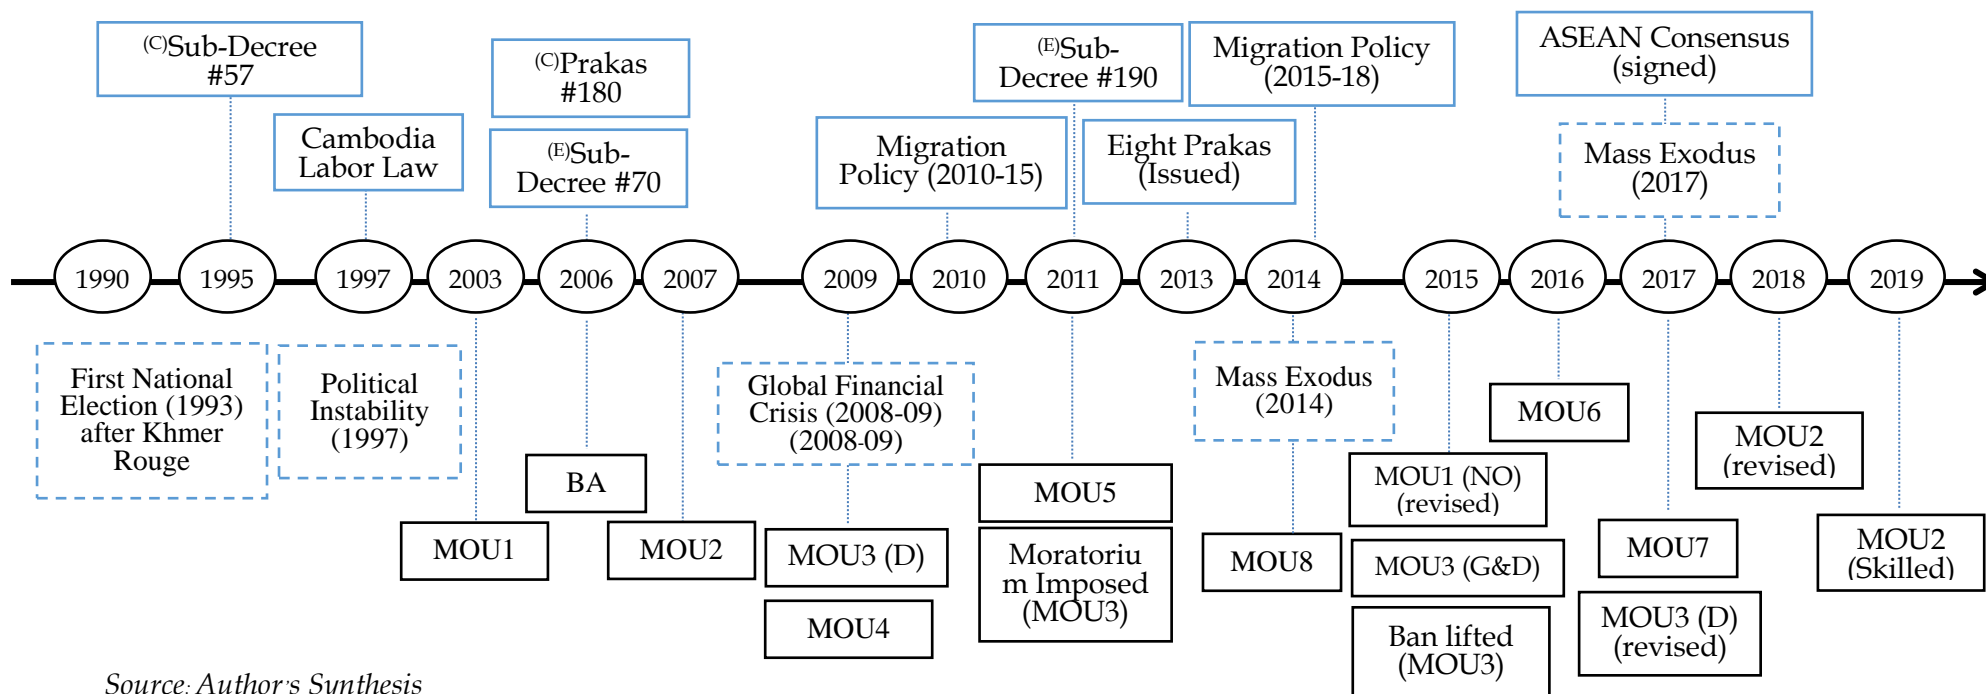 (C)Sub-Decree
#57
Cambodia
Labor Law
(C)Prakas
#180
(E)Sub-
Decree #70
Migration
Policy (2010-15)
(E)Sub-
Decree #190
Eight Prakas
(Issued)
Migration Policy
(2015-18)
ASEAN Consensus
(signed)
Mass Exodus
(2017)
1990
1995
1997
2003
2006
2007
2009
2010
2011
2013
2014
2015
2016
2017
2018
2019
First National
Election (1993)
after Khmer
Rouge
Political
Instability
(1997)
MOU1
BA
MOU2
Global Financial
Crisis (2008-09)
(2008-09)
MOU3 (D)
MOU4
MOU5
Moratoriu
m Imposed
(MOU3)
Mass Exodus
(2014)
MOU8
MOU1 (NO)
(revised)
MOU3 (G&D)
Ban lifted
(MOU3)
MOU6
MOU7
MOU3 (D)
(revised)
MOU2
(revised)
MOU2
(Skilled)
Source: Author's Synthesis